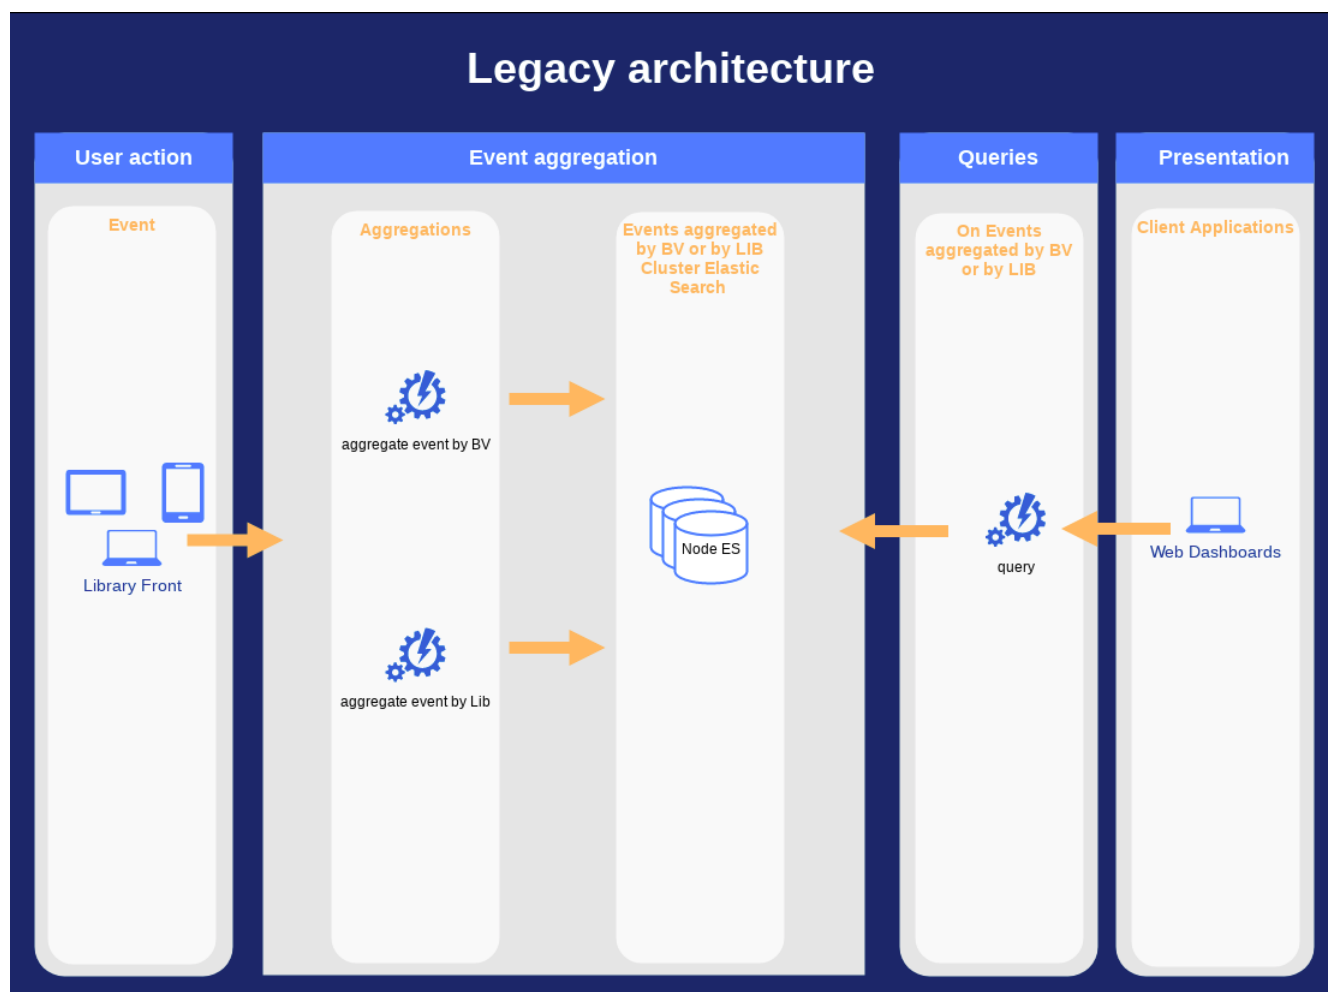 Legacy architecture
User action
Event aggregation
Queries
Presentation
Event
Aggregations
Events aggregated
by BV or by LIB
Cluster Elastic
Search
On Events
aggregated by BV
or by LIB
Client Applications
aggregate event by BV
Library Front
Node ES
query
Web Dashboards
aggregate event by Lib